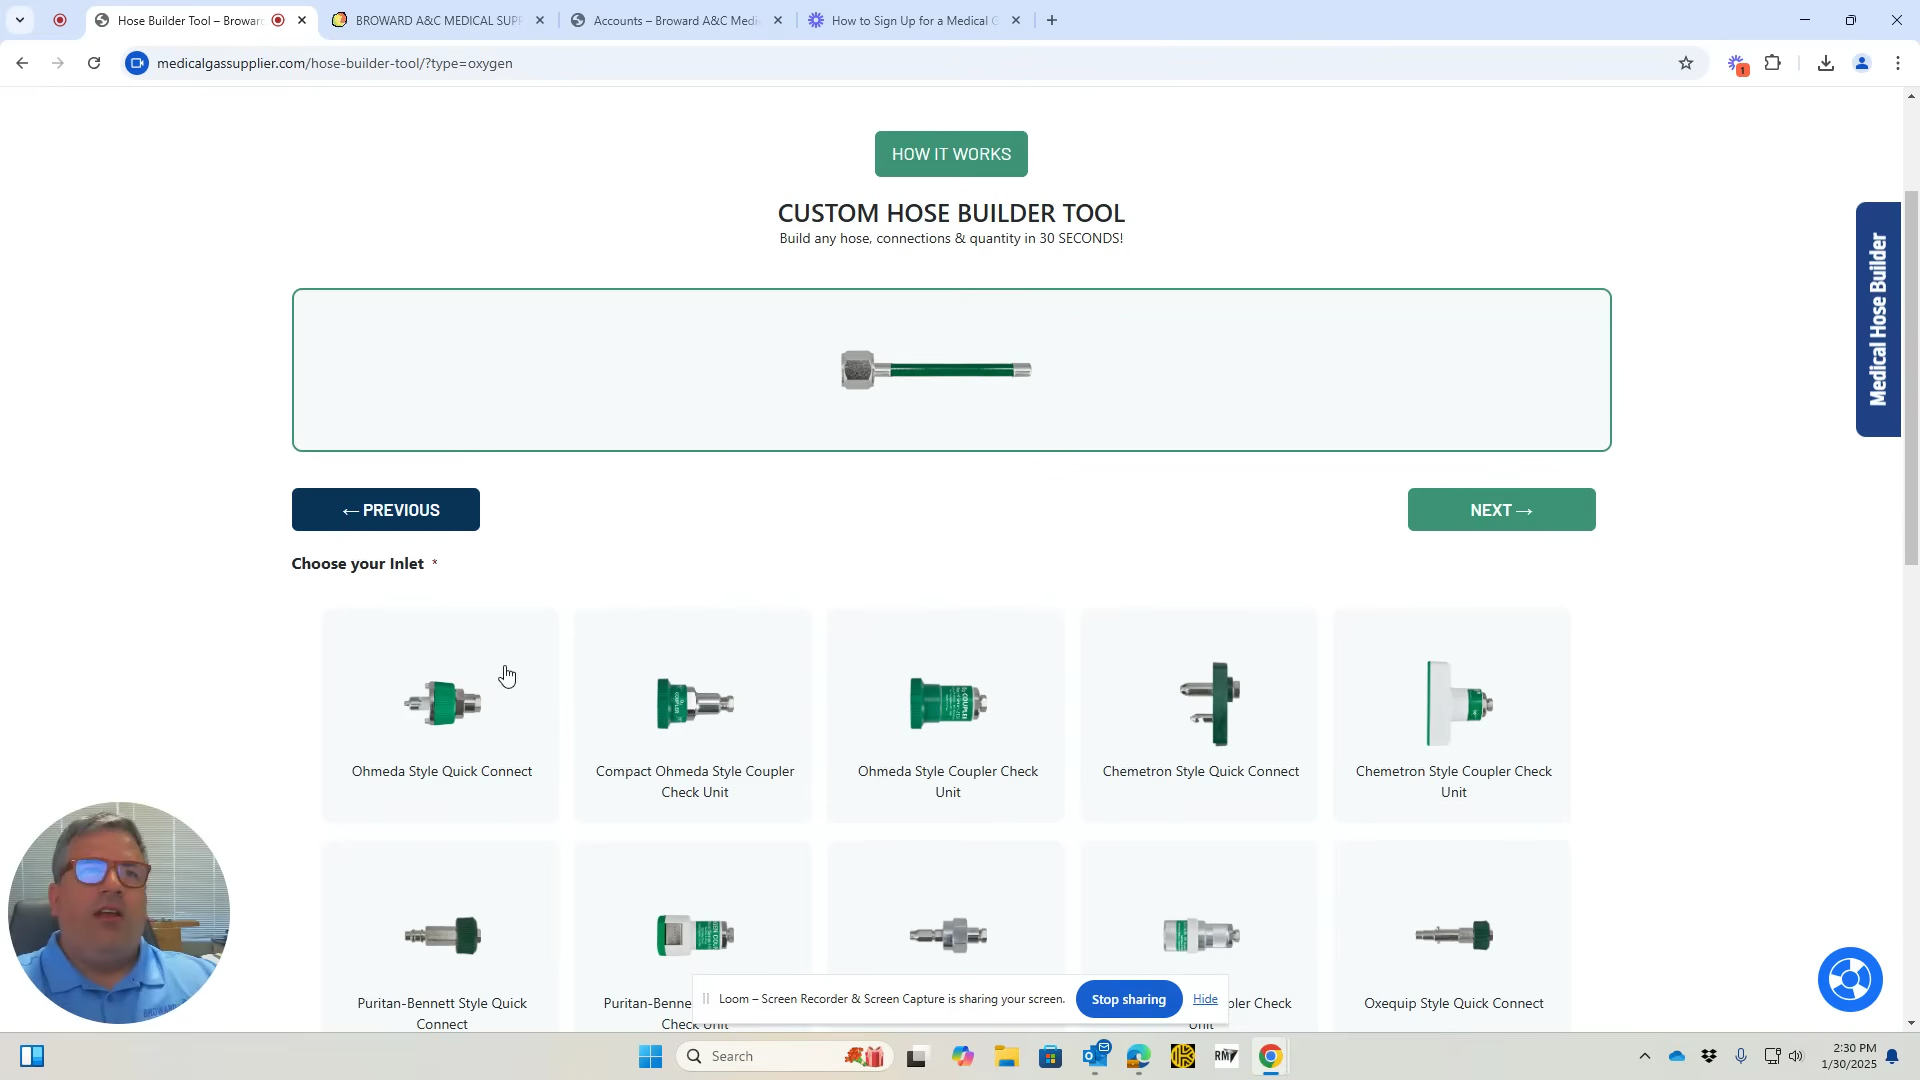 Hose Builder Tool – Browar
BROWARD A&C MEDICAL SUPP
Accounts – Broward A&C Medi
How to Sign Up for a Medical G
medicalgassupplier.com/hose-builder-tool/?type=oxygen
1
HOW IT WORKS
CUSTOM HOSE BUILDER TOOL
Build any hose, connections & quantity in 30 SECONDS!
Medical Hose Builder
← PREVIOUS
NEXT →
Choose your Inlet *
Ohmeda Style Quick Connect
Compact Ohmeda Style Coupler
Check Unit
Ohmeda Style Coupler Check
Unit
Chemetron Style Quick Connect
Chemetron Style Coupler Check
Unit
Puritan-Bennett Style Quick
Connect
Puritan-Benne
Check Unit
pler Check
Unit
Oxequip Style Quick Connect
Loom – Screen Recorder & Screen Capture is sharing your screen.
Stop sharing
Hide
Search
RM
2:30 PM
1/30/2025